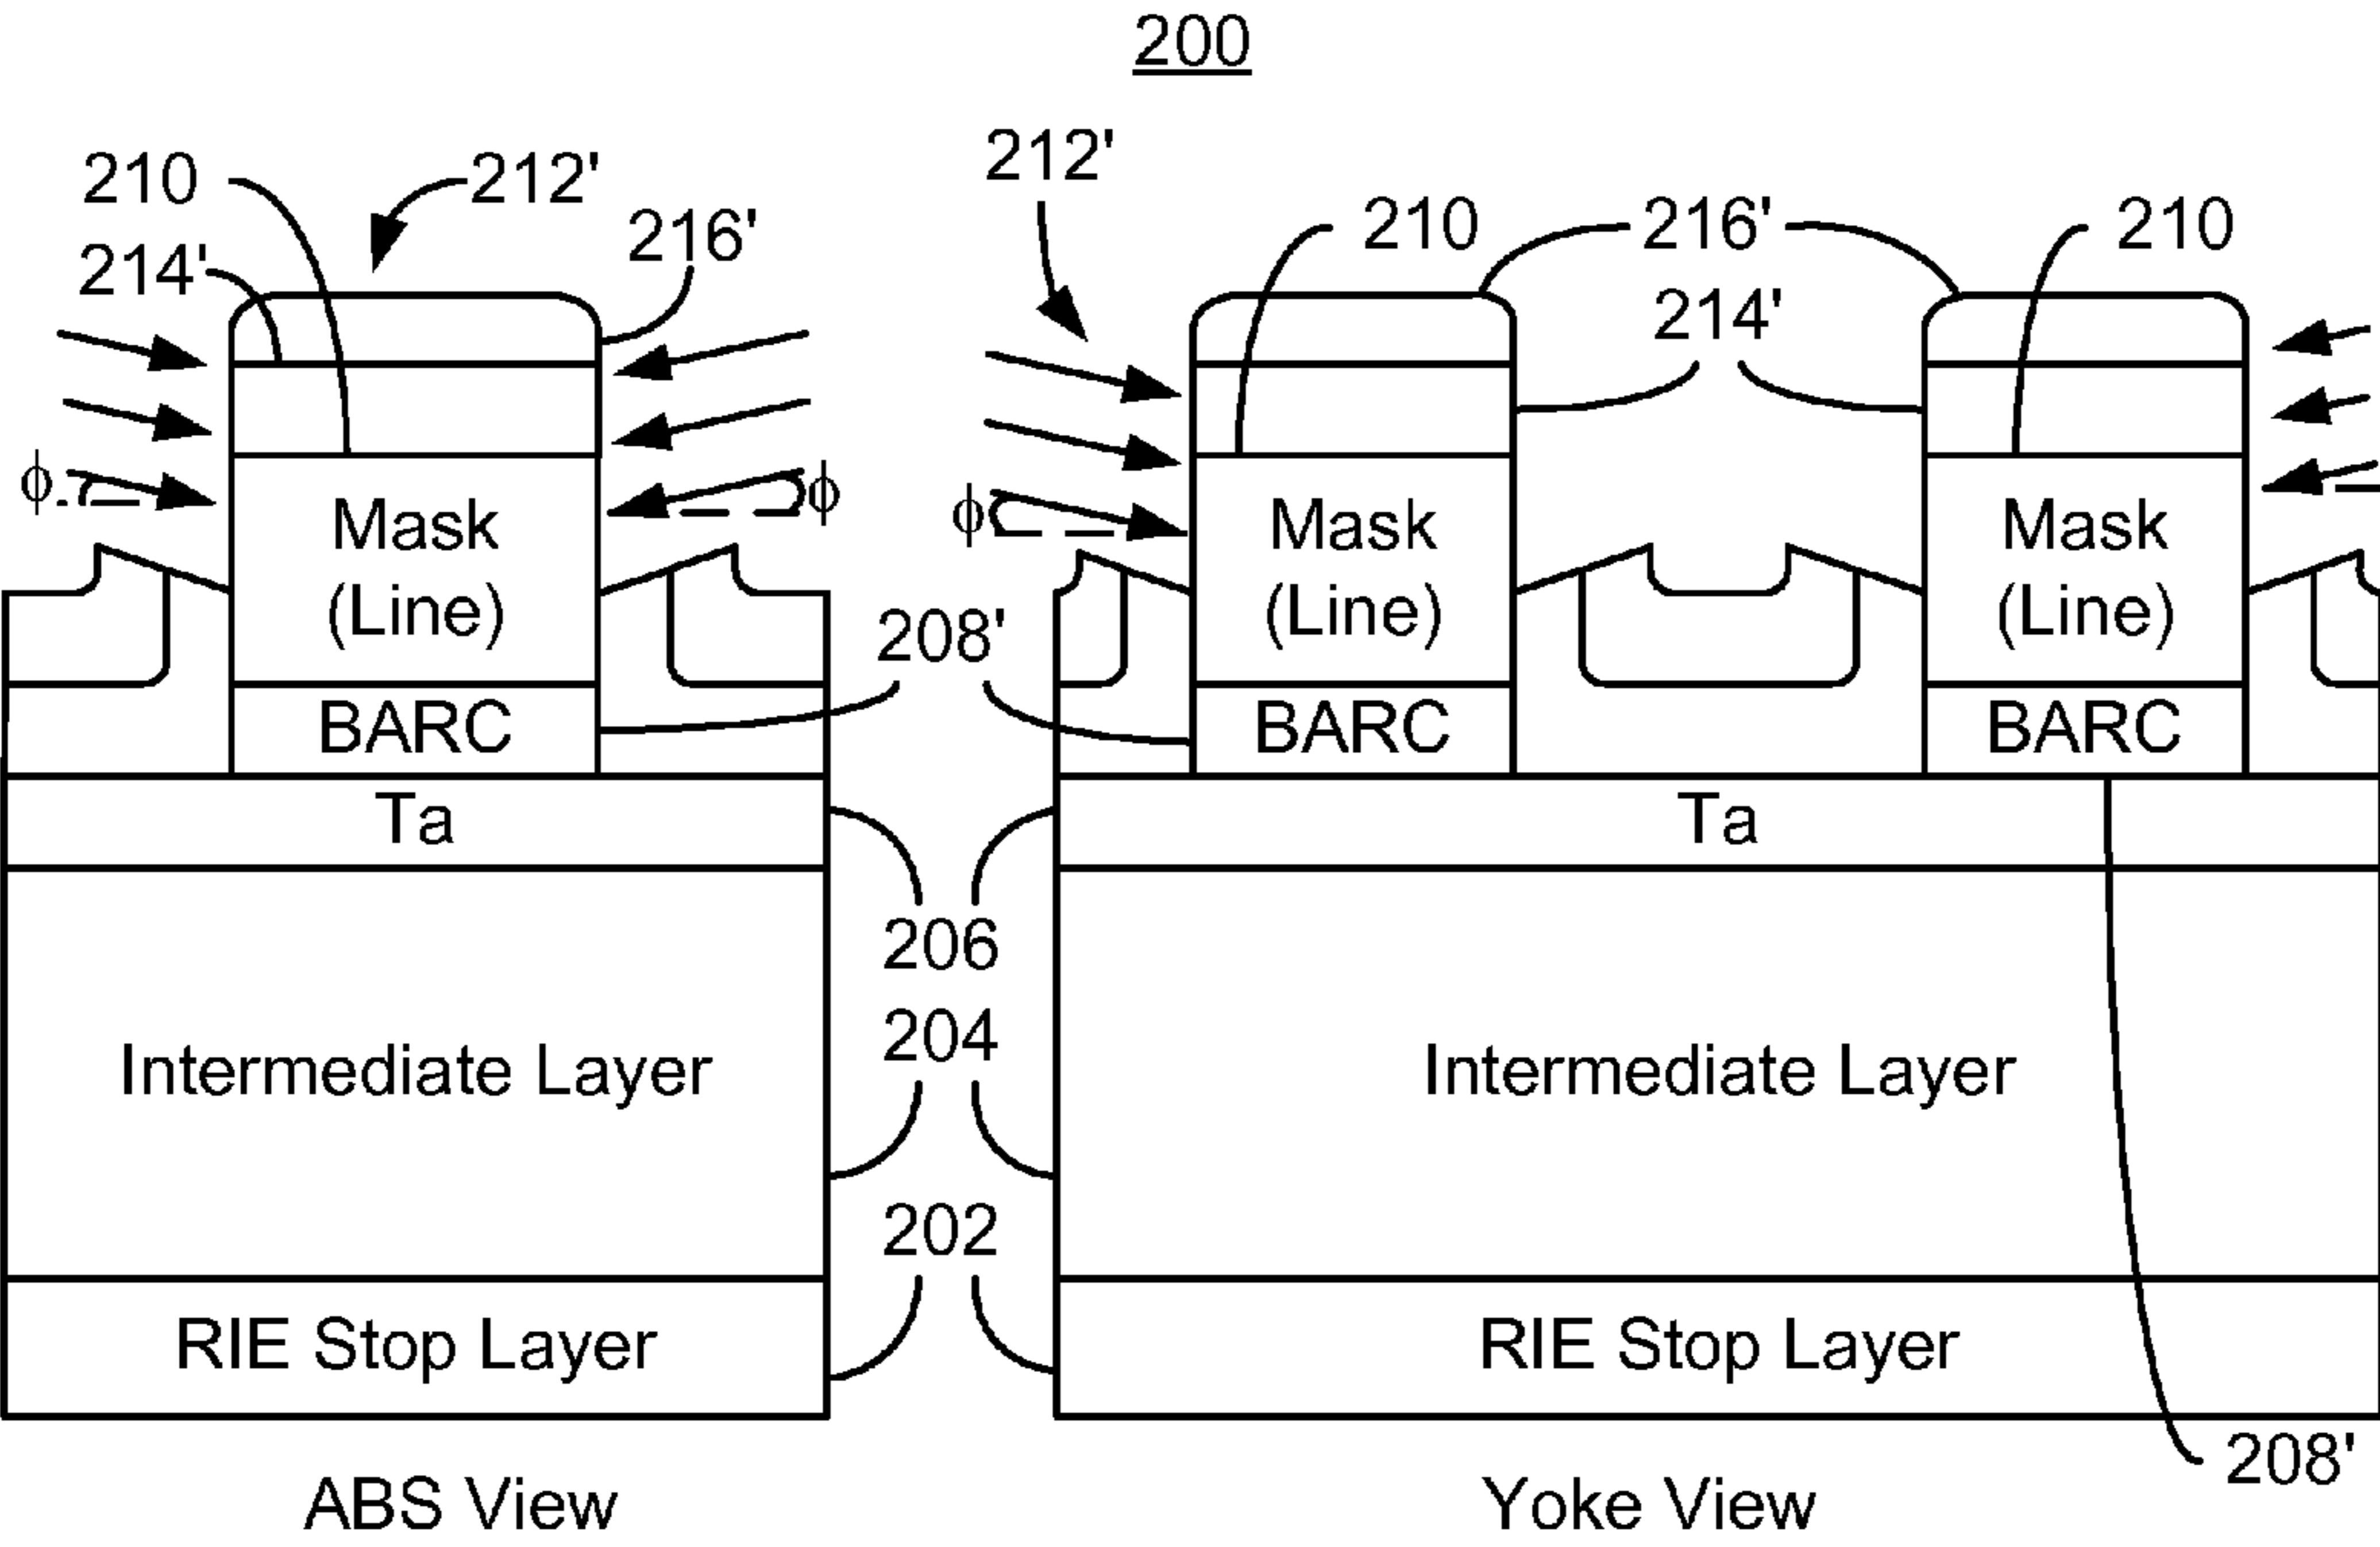 200
212'
210
212'
216'
210
216'
210
214'
214'
ϕ
ϕ
ϕ
Mask
(Line)
Mask
(Line)
Mask
(Line)
208'
BARC
BARC
BARC
Ta
Ta
206
204
Intermediate Layer
Intermediate Layer
202
RIE Stop Layer
RIE Stop Layer
208'
ABS View
Yoke View